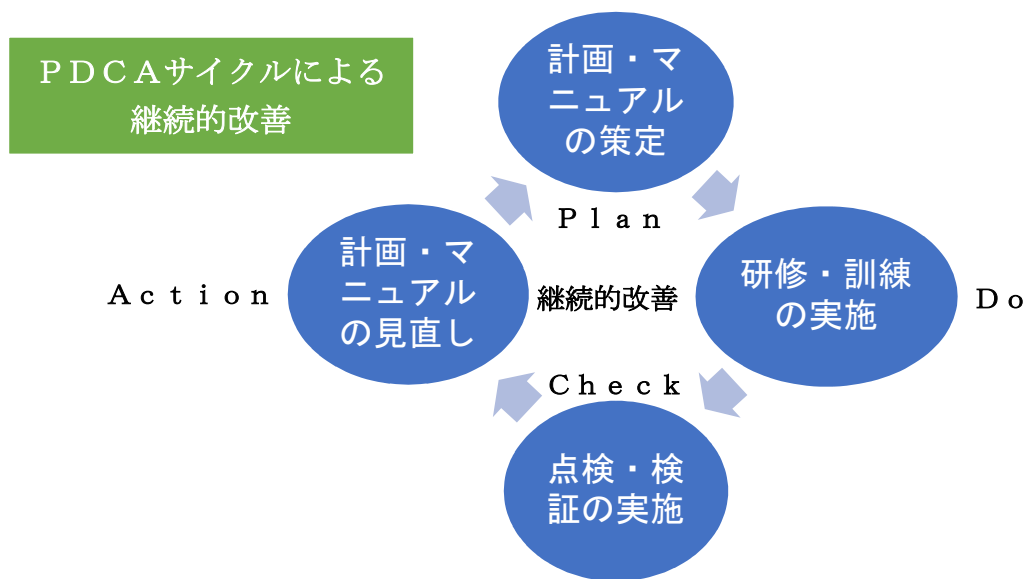 ＰＤＣＡサイクルによる
継続的改善
計画・マ
ニュアル
の策定
Ｐｌａｎ
計画・マ
ニュアル
の見直し
Ａｃｔｉｏｎ
継続的改善
研修・訓練
の実施
Ｄｏ
Ｃｈｅｃｋ
点検・検
証の実施